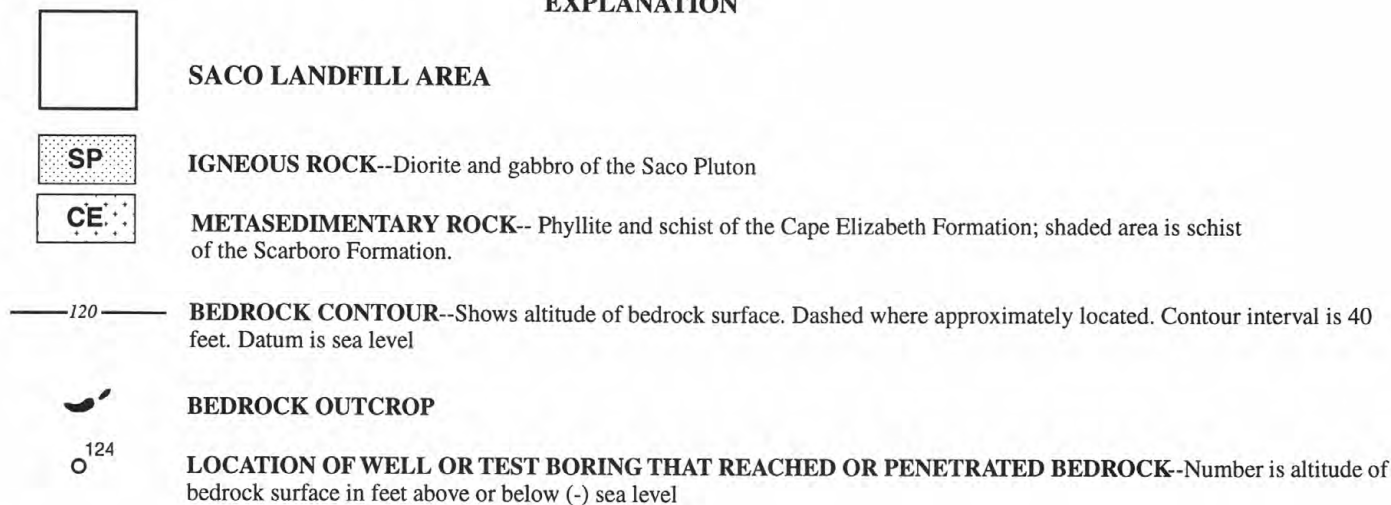 EXPLANATION
SACO LANDFILL AREA
SP
IGNEOUS ROCK--Diorite and gabbro of the Saco Pluton
CE
METASEDIMENTARY ROCK-- Phyllite and schist of the Cape Elizabeth Formation; shaded area is schist
of the Scarboro Formation.
120
BEDROCK CONTOUR--Shows altitude of bedrock surface. Dashed where approximately located. Contour interval is 40
feet. Datum is sea level
BEDROCK OUTCROP
124
LOCATION OF WELL OR TEST BORING THAT REACHED OR PENETRATED BEDROCK--Number is altitude of
bedrock surface in feet above or below (-) sea level